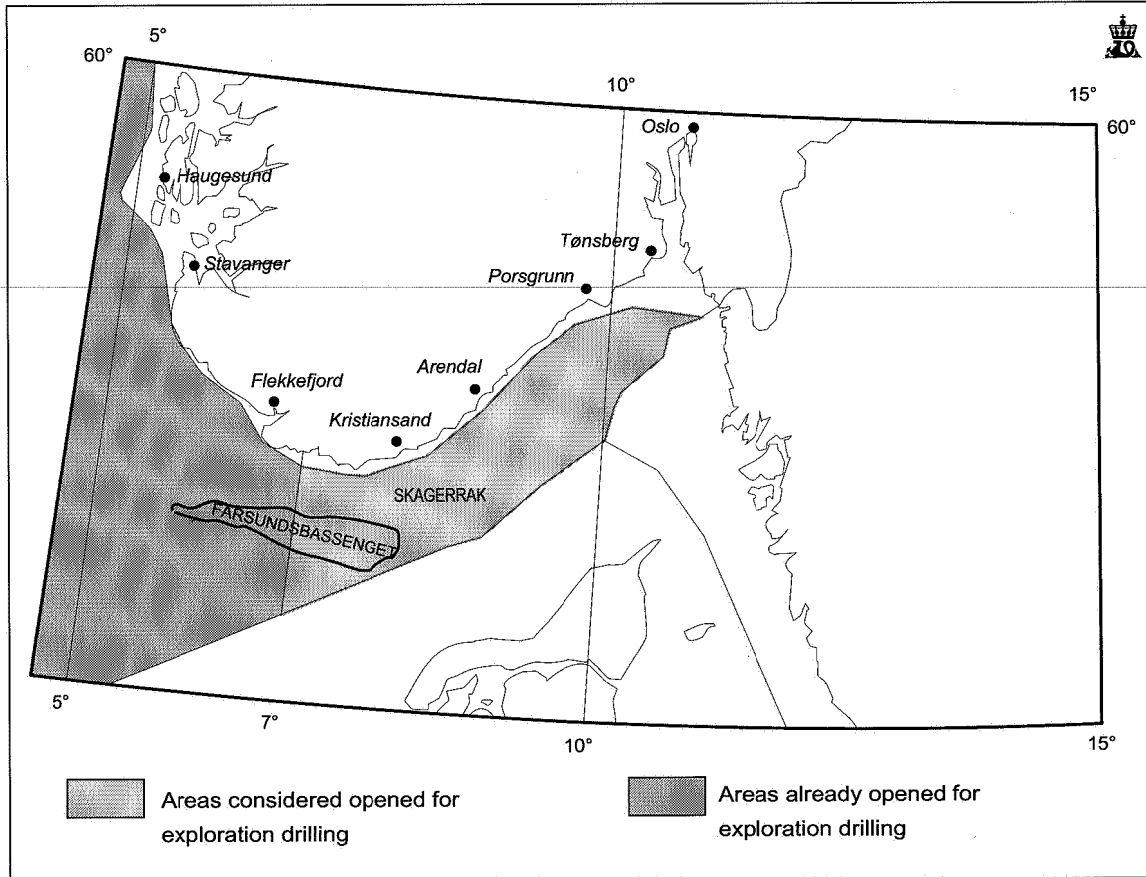 5°
60°
10°
15°
60°
Oslo
Haugesund
Tønsberg
Stavanger
Porsgrunn
Arendal
Flekkefjord
Kristiansand
SKAGERRAK
FARSUNDSBASSENGET
5°
7°
10°
15°
Areas considered opened for
exploration drilling
Areas already opened for
exploration drilling